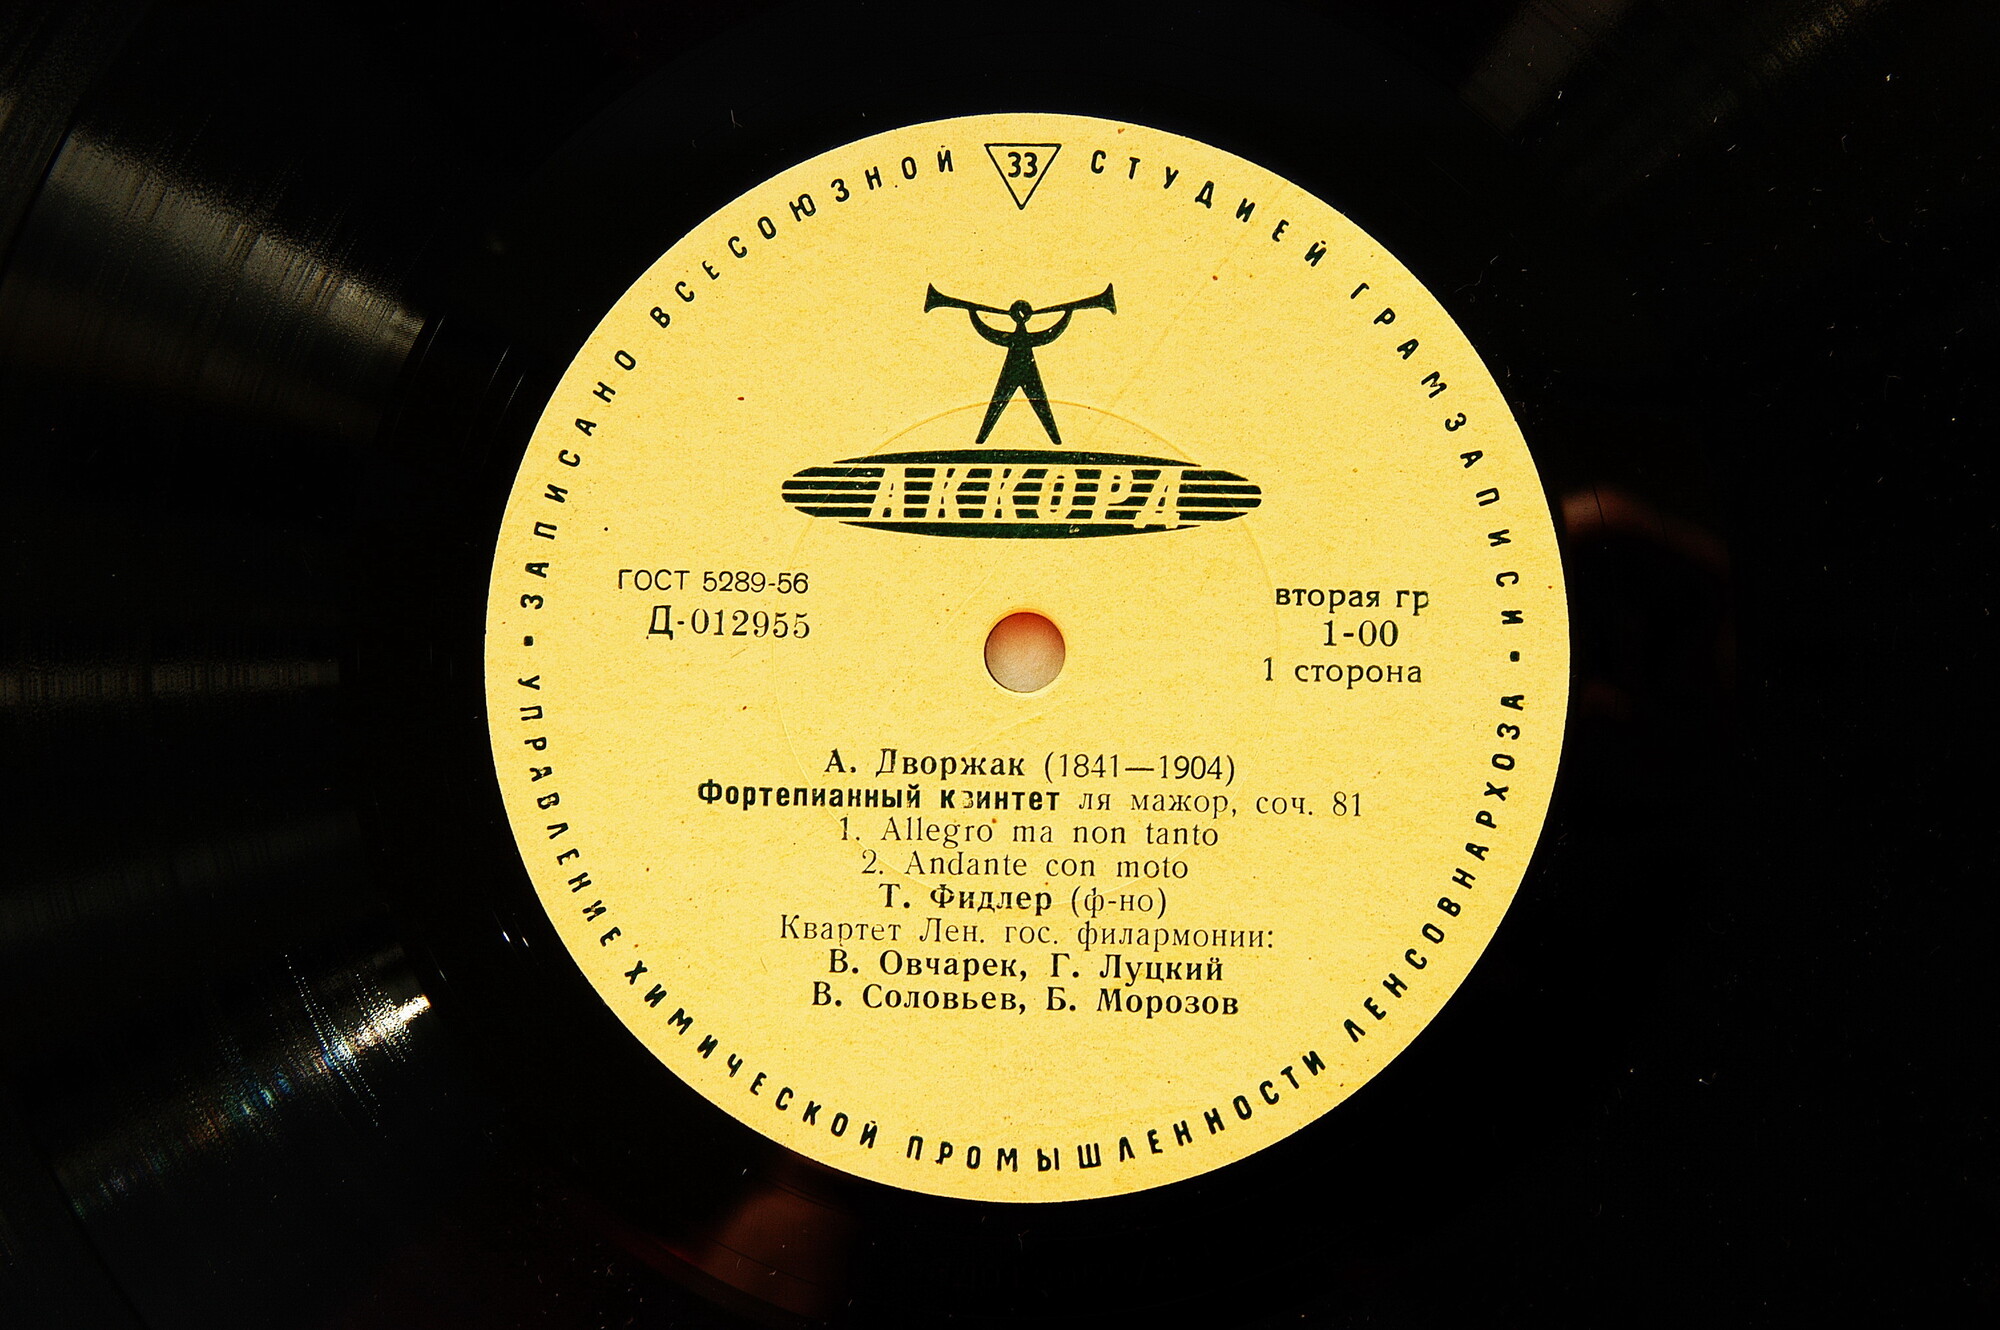 ЗАПИСАНО ВСЕСОЮЗНОЙ 33 СТУДИЕЙ ГРАМЗАПИСИ
АККОРД
ГОСТ 5289-56
Д-012955
вторая гр
1-00
1 сторона
А. Дворжак (1841—1904)
Фортепианный квинтет ля мажор, соч. 81
1. Allegro ma non tanto
2. Andante con moto
Т. Фидлер (ф-но)
Квартет Лен. гос. филармонии:
В. Овчарек, Г. Луцкий
В. Соловьев, Б. Морозов
УПРАВЛЕНИЕ ХИМИЧЕСКОЙ ПРОМЫШЛЕННОСТИ ЛЕНСОВНАРХОЗА